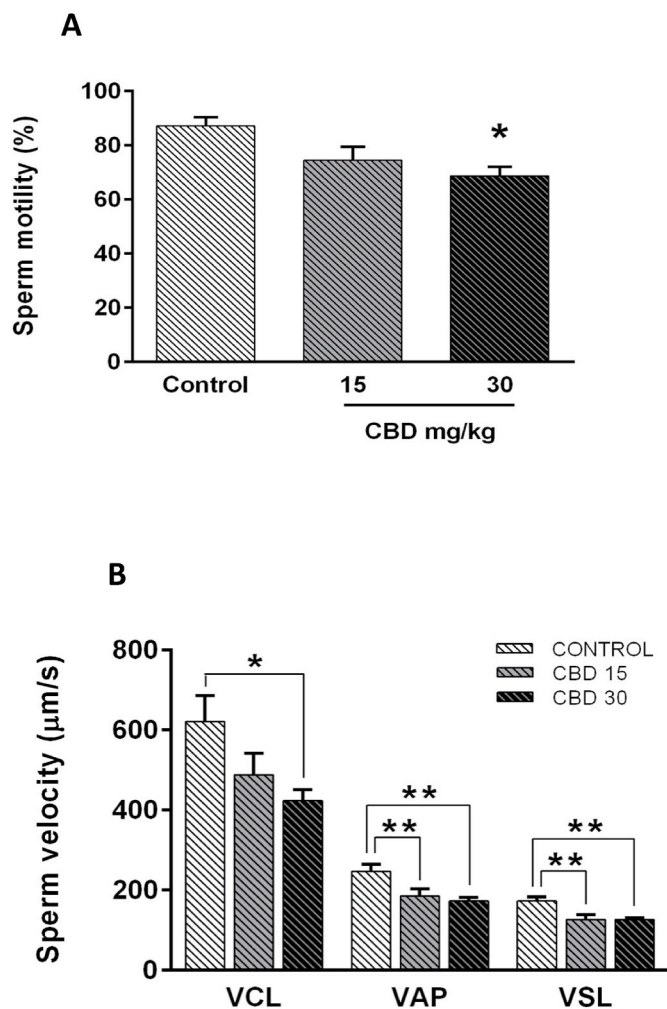 A
Sperm motility (%)
100
80
60
40
20
0
*
Control 15 30
CBD mg/kg
B
Sperm velocity (μm/s)
800
600
400
200
0
CONTROL
CBD 15
CBD 30
*
**
**
**
**
VCL VAP VSL